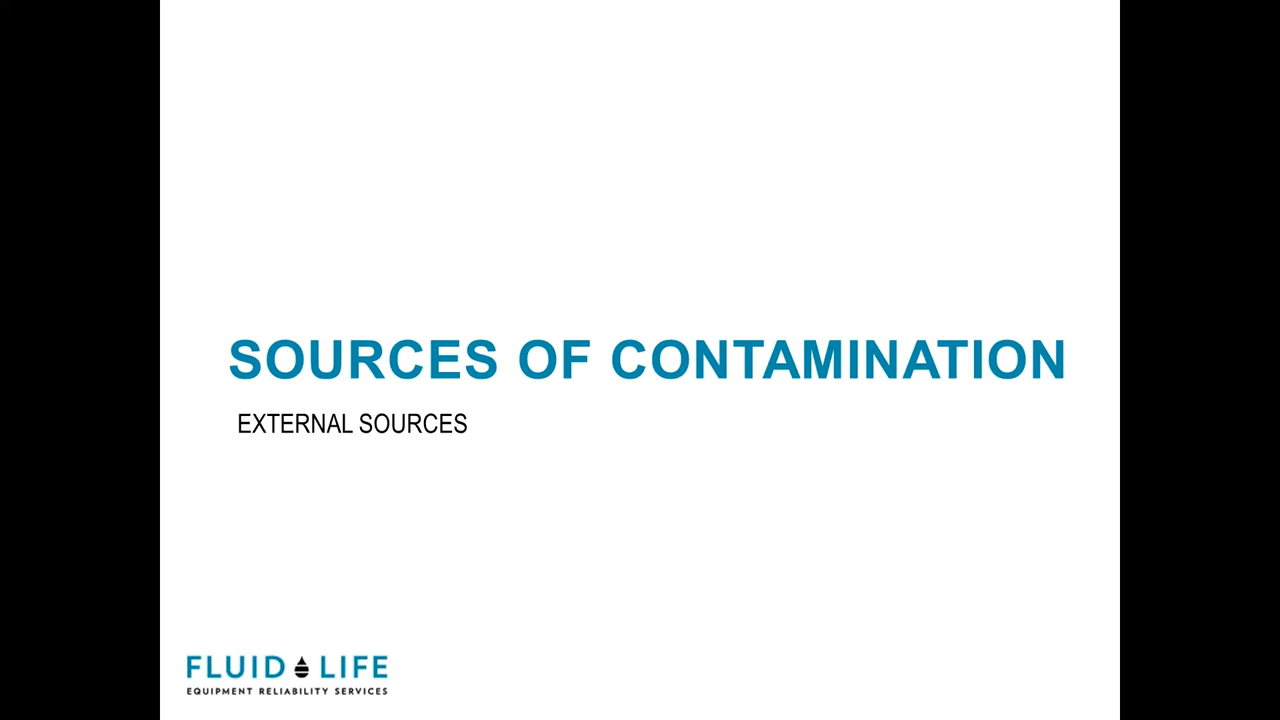 SOURCES OF CONTAMINATION
EXTERNAL SOURCES
FLUID LIFE
EQUIPMENT RELIABILITY SERVICES